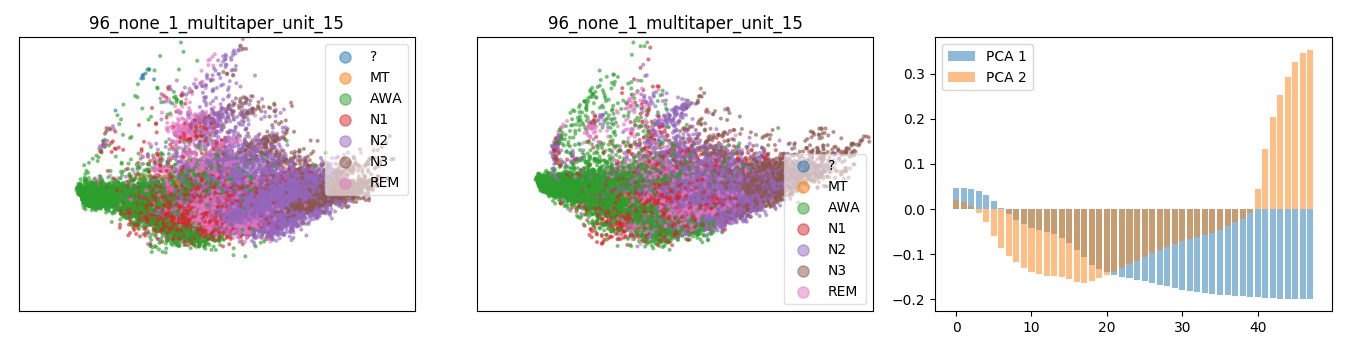 96_none_1_multitaper_unit_15
?
MT
AWA
N1
N2
N3
REM
96_none_1_multitaper_unit_15
?
MT
AWA
N1
N2
N3
REM
PCA 1
PCA 2
0.3
0.2
0.1
0.0
−0.1
−0.2
0 10 20 30 40